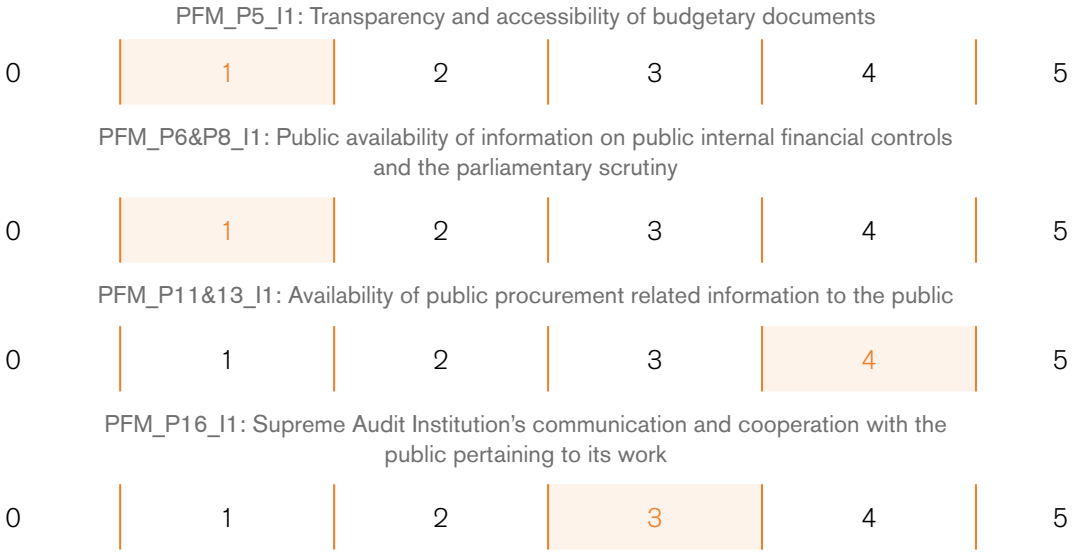 PFM_P5_I1: Transparency and accessibility of budgetary documents
0 1 2 3 4 5
PFM_P6&P8_I1: Public availability of information on public internal financial controls
and the parliamentary scrutiny
0 1 2 3 4 5
PFM_P11&13_I1: Availability of public procurement related information to the public
0 1 2 3 4 5
PFM_P16_I1: Supreme Audit Institution’s communication and cooperation with the
public pertaining to its work
0 1 2 3 4 5